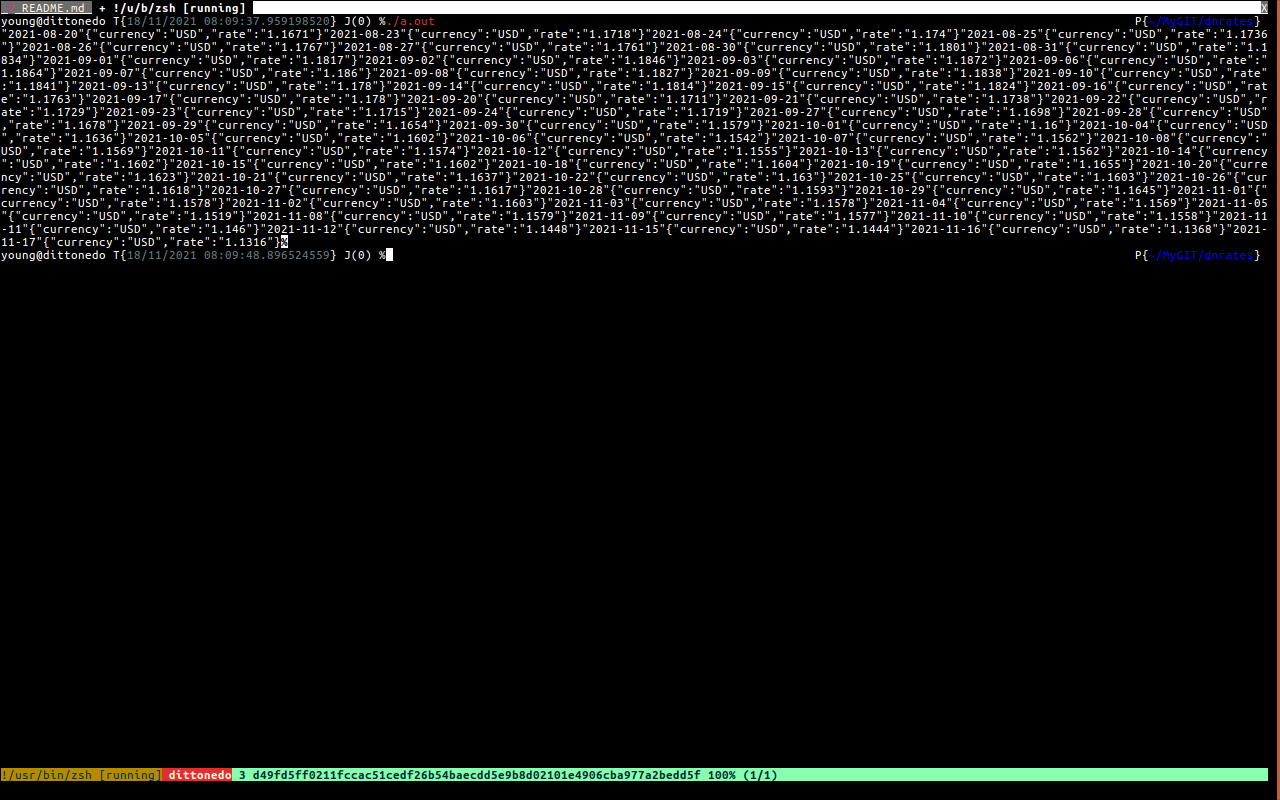 2 README.md  + !/u/b/zsh [running] X
young@dittonedo T{18/11/2021 08:09:37.959198520} J(0) %./a.out P{~/MyGIT/dnrates}
"2021-08-20"{"currency":"USD","rate":"1.1671"}"2021-08-23"{"currency":"USD","rate":"1.1718"}"2021-08-24"{"currency":"USD","rate":"1.174"}"2021-08-25"{"currency":"USD","rate":"1.1736
"}"2021-08-26"{"currency":"USD","rate":"1.1767"}"2021-08-27"{"currency":"USD","rate":"1.1761"}"2021-08-30"{"currency":"USD","rate":"1.1801"}"2021-08-31"{"currency":"USD","rate":"1.1
834"}"2021-09-01"{"currency":"USD","rate":"1.1817"}"2021-09-02"{"currency":"USD","rate":"1.1846"}"2021-09-03"{"currency":"USD","rate":"1.1872"}"2021-09-06"{"currency":"USD","rate":"
1.1864"}"2021-09-07"{"currency":"USD","rate":"1.186"}"2021-09-08"{"currency":"USD","rate":"1.1827"}"2021-09-09"{"currency":"USD","rate":"1.1838"}"2021-09-10"{"currency":"USD","rate"
:"1.1841"}"2021-09-13"{"currency":"USD","rate":"1.178"}"2021-09-14"{"currency":"USD","rate":"1.1814"}"2021-09-15"{"currency":"USD","rate":"1.1824"}"2021-09-16"{"currency":"USD","rat
e":"1.1763"}"2021-09-17"{"currency":"USD","rate":"1.178"}"2021-09-20"{"currency":"USD","rate":"1.1711"}"2021-09-21"{"currency":"USD","rate":"1.1738"}"2021-09-22"{"currency":"USD","r
ate":"1.1729"}"2021-09-23"{"currency":"USD","rate":"1.1715"}"2021-09-24"{"currency":"USD","rate":"1.1719"}"2021-09-27"{"currency":"USD","rate":"1.1698"}"2021-09-28"{"currency":"USD"
,"rate":"1.1678"}"2021-09-29"{"currency":"USD","rate":"1.1654"}"2021-09-30"{"currency":"USD","rate":"1.1579"}"2021-10-01"{"currency":"USD","rate":"1.16"}"2021-10-04"{"currency":"USD
","rate":"1.1636"}"2021-10-05"{"currency":"USD","rate":"1.1602"}"2021-10-06"{"currency":"USD","rate":"1.1542"}"2021-10-07"{"currency":"USD","rate":"1.1562"}"2021-10-08"{"currency":"
USD","rate":"1.1569"}"2021-10-11"{"currency":"USD","rate":"1.1574"}"2021-10-12"{"currency":"USD","rate":"1.1555"}"2021-10-13"{"currency":"USD","rate":"1.1562"}"2021-10-14"{"currency
":"USD","rate":"1.1602"}"2021-10-15"{"currency":"USD","rate":"1.1602"}"2021-10-18"{"currency":"USD","rate":"1.1604"}"2021-10-19"{"currency":"USD","rate":"1.1655"}"2021-10-20"{"curre
ncy":"USD","rate":"1.1623"}"2021-10-21"{"currency":"USD","rate":"1.1637"}"2021-10-22"{"currency":"USD","rate":"1.163"}"2021-10-25"{"currency":"USD","rate":"1.1603"}"2021-10-26"{"cur
rency":"USD","rate":"1.1618"}"2021-10-27"{"currency":"USD","rate":"1.1617"}"2021-10-28"{"currency":"USD","rate":"1.1593"}"2021-10-29"{"currency":"USD","rate":"1.1645"}"2021-11-01"{"
currency":"USD","rate":"1.1578"}"2021-11-02"{"currency":"USD","rate":"1.1603"}"2021-11-03"{"currency":"USD","rate":"1.1578"}"2021-11-04"{"currency":"USD","rate":"1.1569"}"2021-11-05
"{"currency":"USD","rate":"1.1519"}"2021-11-08"{"currency":"USD","rate":"1.1579"}"2021-11-09"{"currency":"USD","rate":"1.1577"}"2021-11-10"{"currency":"USD","rate":"1.1558"}"2021-11
-11"{"currency":"USD","rate":"1.146"}"2021-11-12"{"currency":"USD","rate":"1.1448"}"2021-11-15"{"currency":"USD","rate":"1.1444"}"2021-11-16"{"currency":"USD","rate":"1.1368"}"2021-
11-17"{"currency":"USD","rate":"1.1316"}%
young@dittonedo T{18/11/2021 08:09:48.896524559} J(0) % P{~/MyGIT/dnrates}
!/usr/bin/zsh [running] dittonedo 3 d49fd5ff0211fccac51cedf26b54baecdd5e9b8d02101e4906cba977a2bedd5f 100% (1/1)